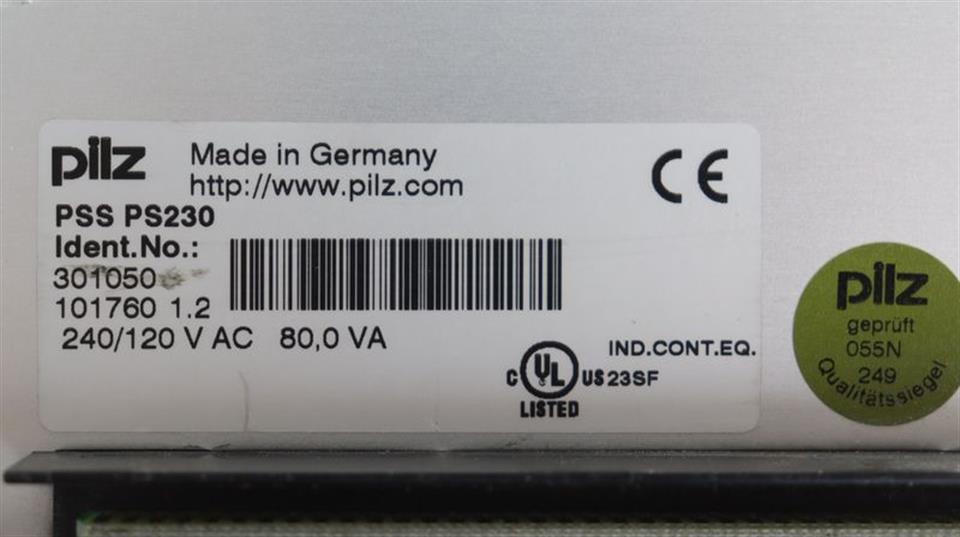 pilz
Made in Germany
http://www.pilz.com
CE
PSS PS230
Ident.No.:
301050
101760 1.2
240/120 V AC 80,0 VA
IND.CONT.EQ.
C UL US 23SF
LISTED
pilz
geprüft
055N
249
Qualitätssiegel